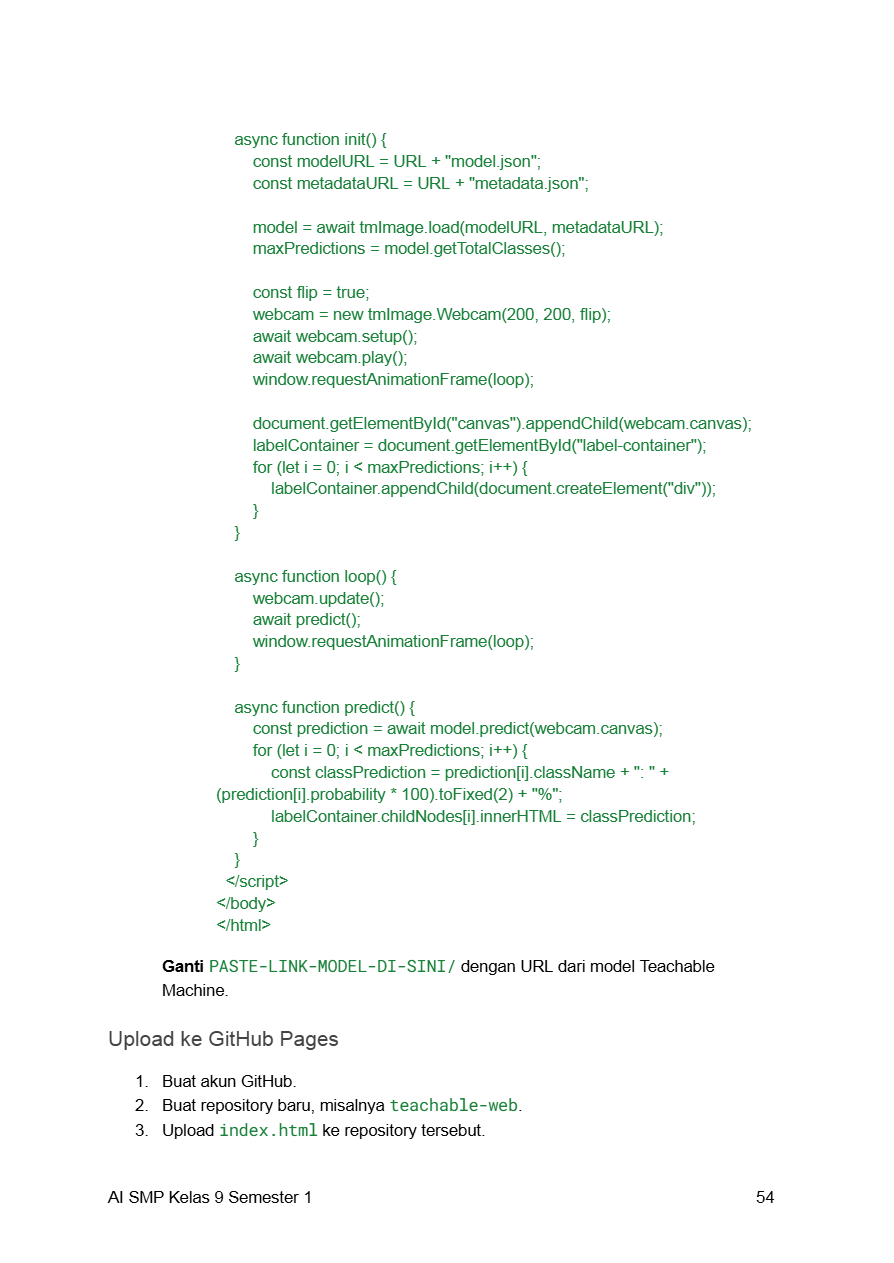 async function init() {
const modelURL = URL + "model.json";
const metadataURL = URL + "metadata.json";
model = await tmImage.load(modelURL, metadataURL);
maxPredictions = model.getTotalClasses();
const flip = true;
webcam = new tmImage.Webcam(200, 200, flip);
await webcam.setup();
await webcam.play();
window.requestAnimationFrame(loop);
document.getElementById("canvas").appendChild(webcam.canvas);
labelContainer = document.getElementById("label-container");
for (let i = 0; i < maxPredictions; i++) {
labelContainer.appendChild(document.createElement("div"));
}
}
async function loop() {
webcam.update();
await predict();
window.requestAnimationFrame(loop);
}
async function predict() {
const prediction = await model.predict(webcam.canvas);
for (let i = 0; i < maxPredictions; i++) {
const classPrediction = prediction[i].className + ": " +
(prediction[i].probability * 100).toFixed(2) + "%";
labelContainer.childNodes[i].innerHTML = classPrediction;
}
}
</script>
</body>
</html>
Ganti PASTE-LINK-MODEL-DI-SINI/ dengan URL dari model Teachable
Machine.
Upload ke GitHub Pages
1. Buat akun GitHub.
2. Buat repository baru, misalnya teachable-web.
3. Upload index.html ke repository tersebut.
AI SMP Kelas 9 Semester 1 54